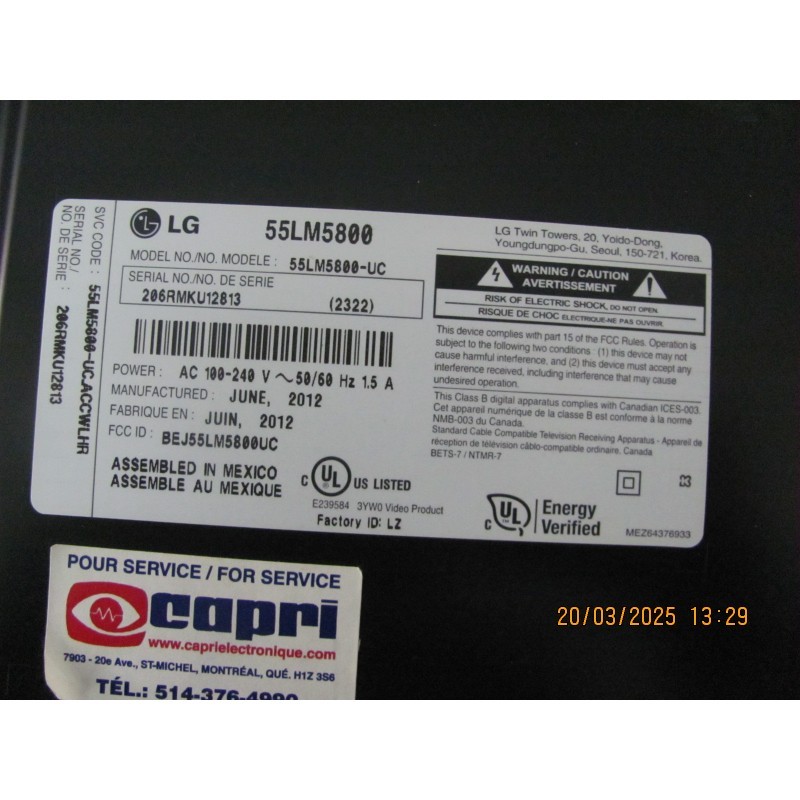 LG 55LM5800
MODEL NO./NO. MODELE : 55LM5800-UC
SERIAL NO./NO. DE SERIE
206RMKU12813 (2322)
POWER : AC 100-240 V ~ 50/60 Hz 1.5 A
MANUFACTURED : JUNE, 2012
FABRIQUE EN : JUIN, 2012
FCC ID : BEJ55LM5800UC
ASSEMBLED IN MEXICO
ASSEMBLE AU MEXIQUE
C UL US LISTED
E239584 3YW0 Video Product
Factory ID: LZ
SVC CODE : 55LM5800-UC.ACCWLHR
SERIAL NO./
NO. DE SERIE : 206RMKU12813
LG Twin Towers, 20, Yoido-Dong,
Youngdungpo-Gu, Seoul, 150-721, Korea.
WARNING / CAUTION
AVERTISSEMENT
RISK OF ELECTRIC SHOCK, DO NOT OPEN.
RISQUE DE CHOC ELECTRIQUE-NE PAS OUVRIR.
This device complies with part 15 of the FCC Rules. Operation is
subject to the following two conditions : (1) this device may not
cause harmful interference, and (2) this device must accept any
interference received, including interference that may cause
undesired operation.
This Class B digital apparatus complies with Canadian ICES-003.
Cet appareil numérique de la classe B est conforme à la norme
NMB-003 du Canada.
Standard Cable Compatible Television Receiving Apparatus - Appareil de
réception de télévision câblo-compatible ordinaire. Canada
BETS-7 / NTMR-7
C UL Energy
Verified
MEZ64376933
POUR SERVICE / FOR SERVICE
capri
www.caprielectronique.com
7903 - 20e Ave., ST-MICHEL, MONTRÉAL, QUÉ. H1Z 3S6
TÉL.: 514-376-4990
20/03/2025 13:29